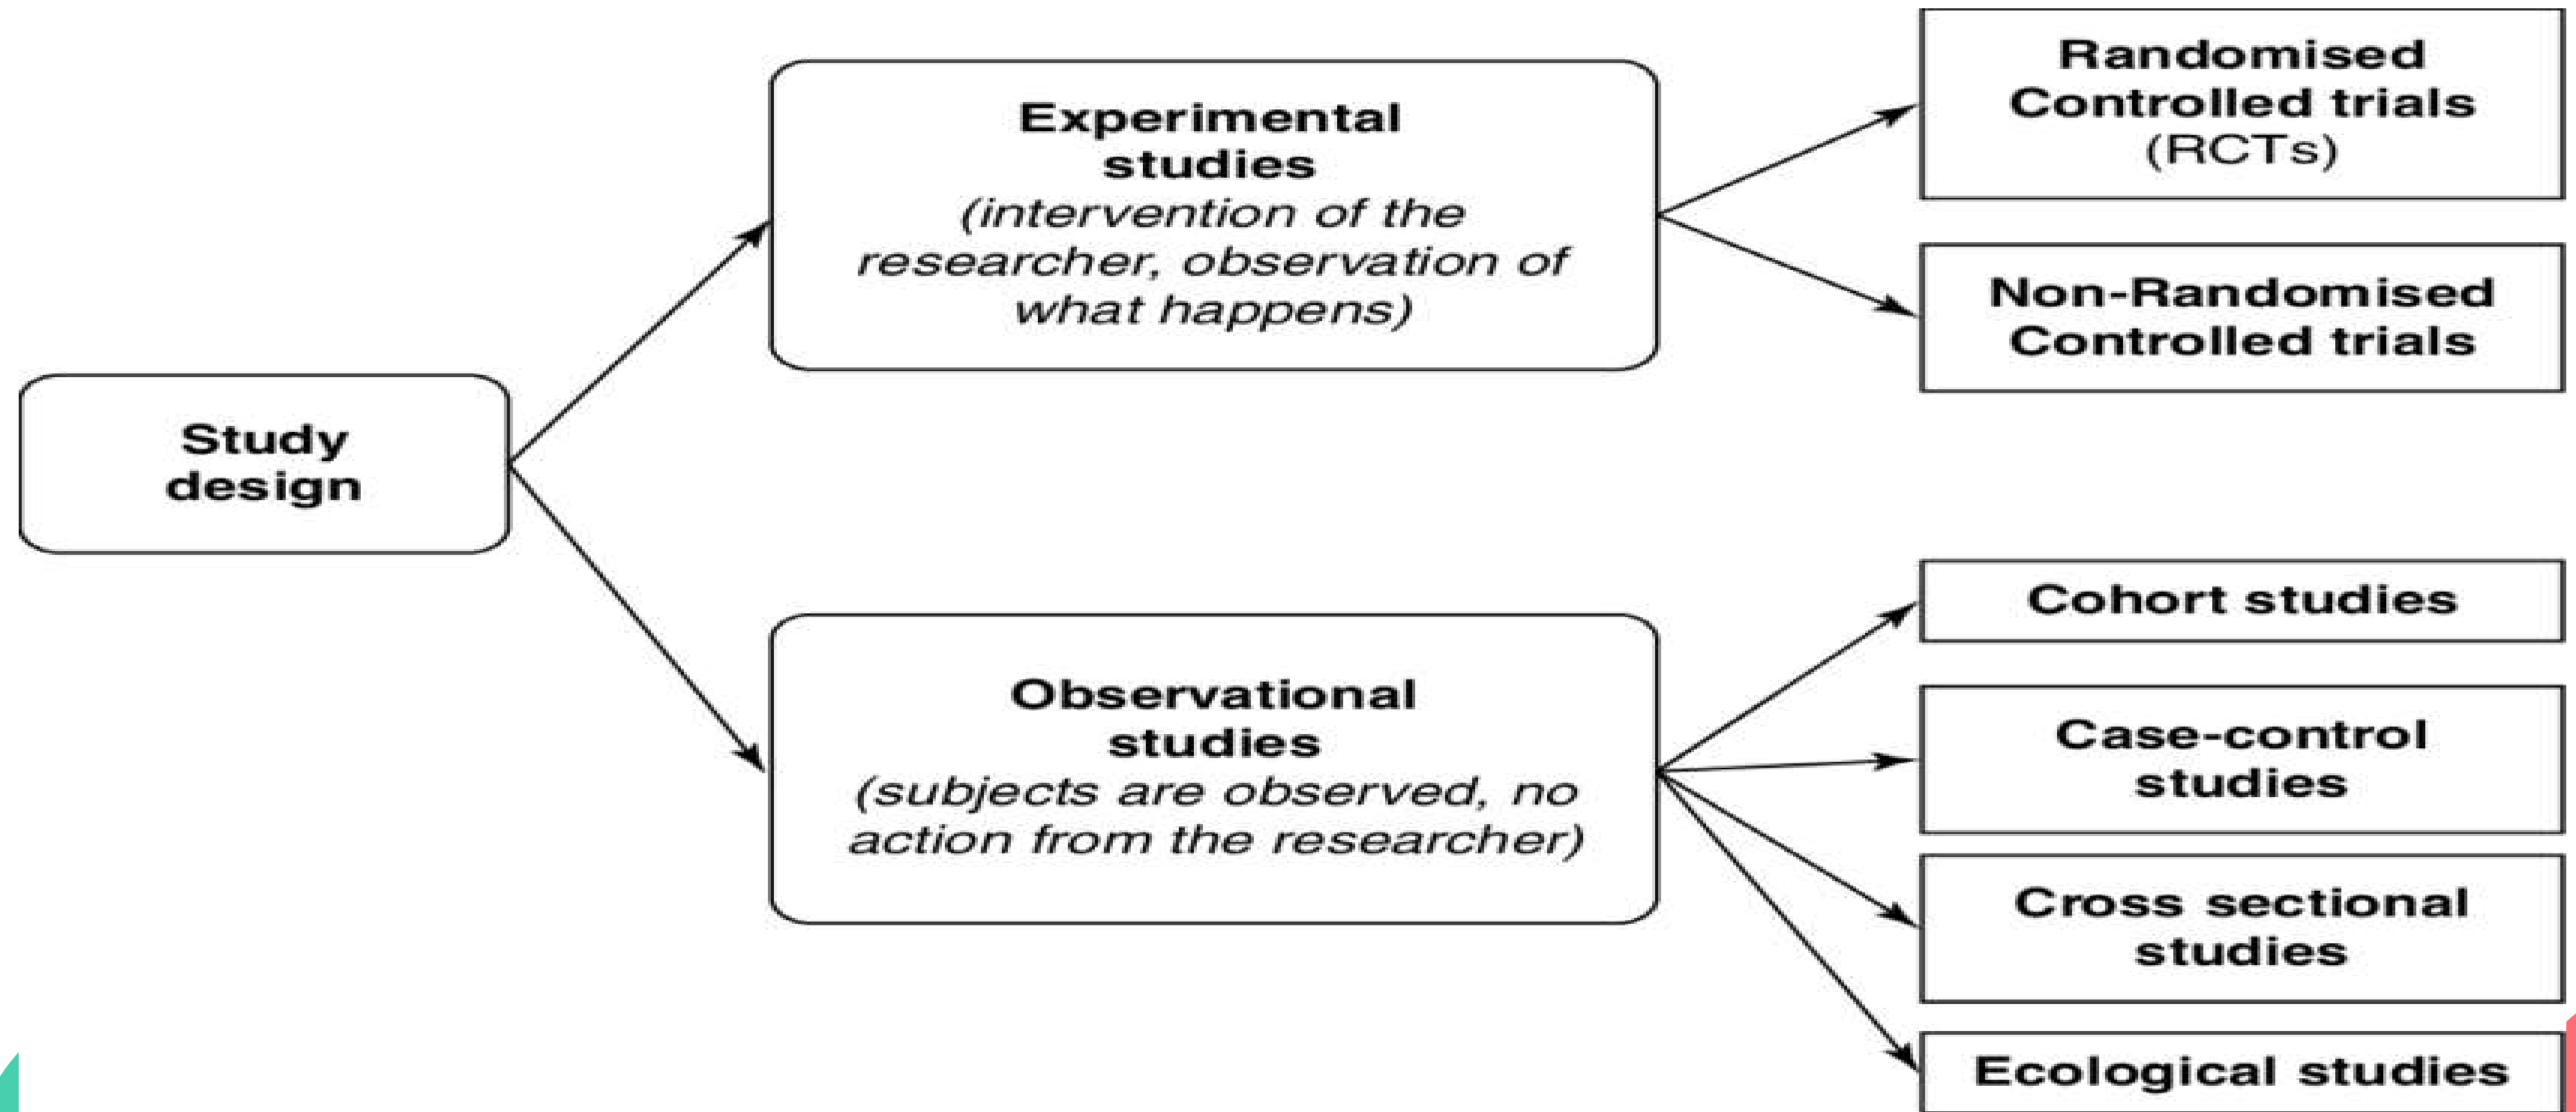 Study
design
Experimental
studies
(intervention of the
researcher, observation of
what happens)
Observational
studies
(subjects are observed, no
action from the researcher)
Randomised
Controlled trials
(RCTs)
Non-Randomised
Controlled trials
Cohort studies
Case-control
studies
Cross sectional
studies
Ecological studies